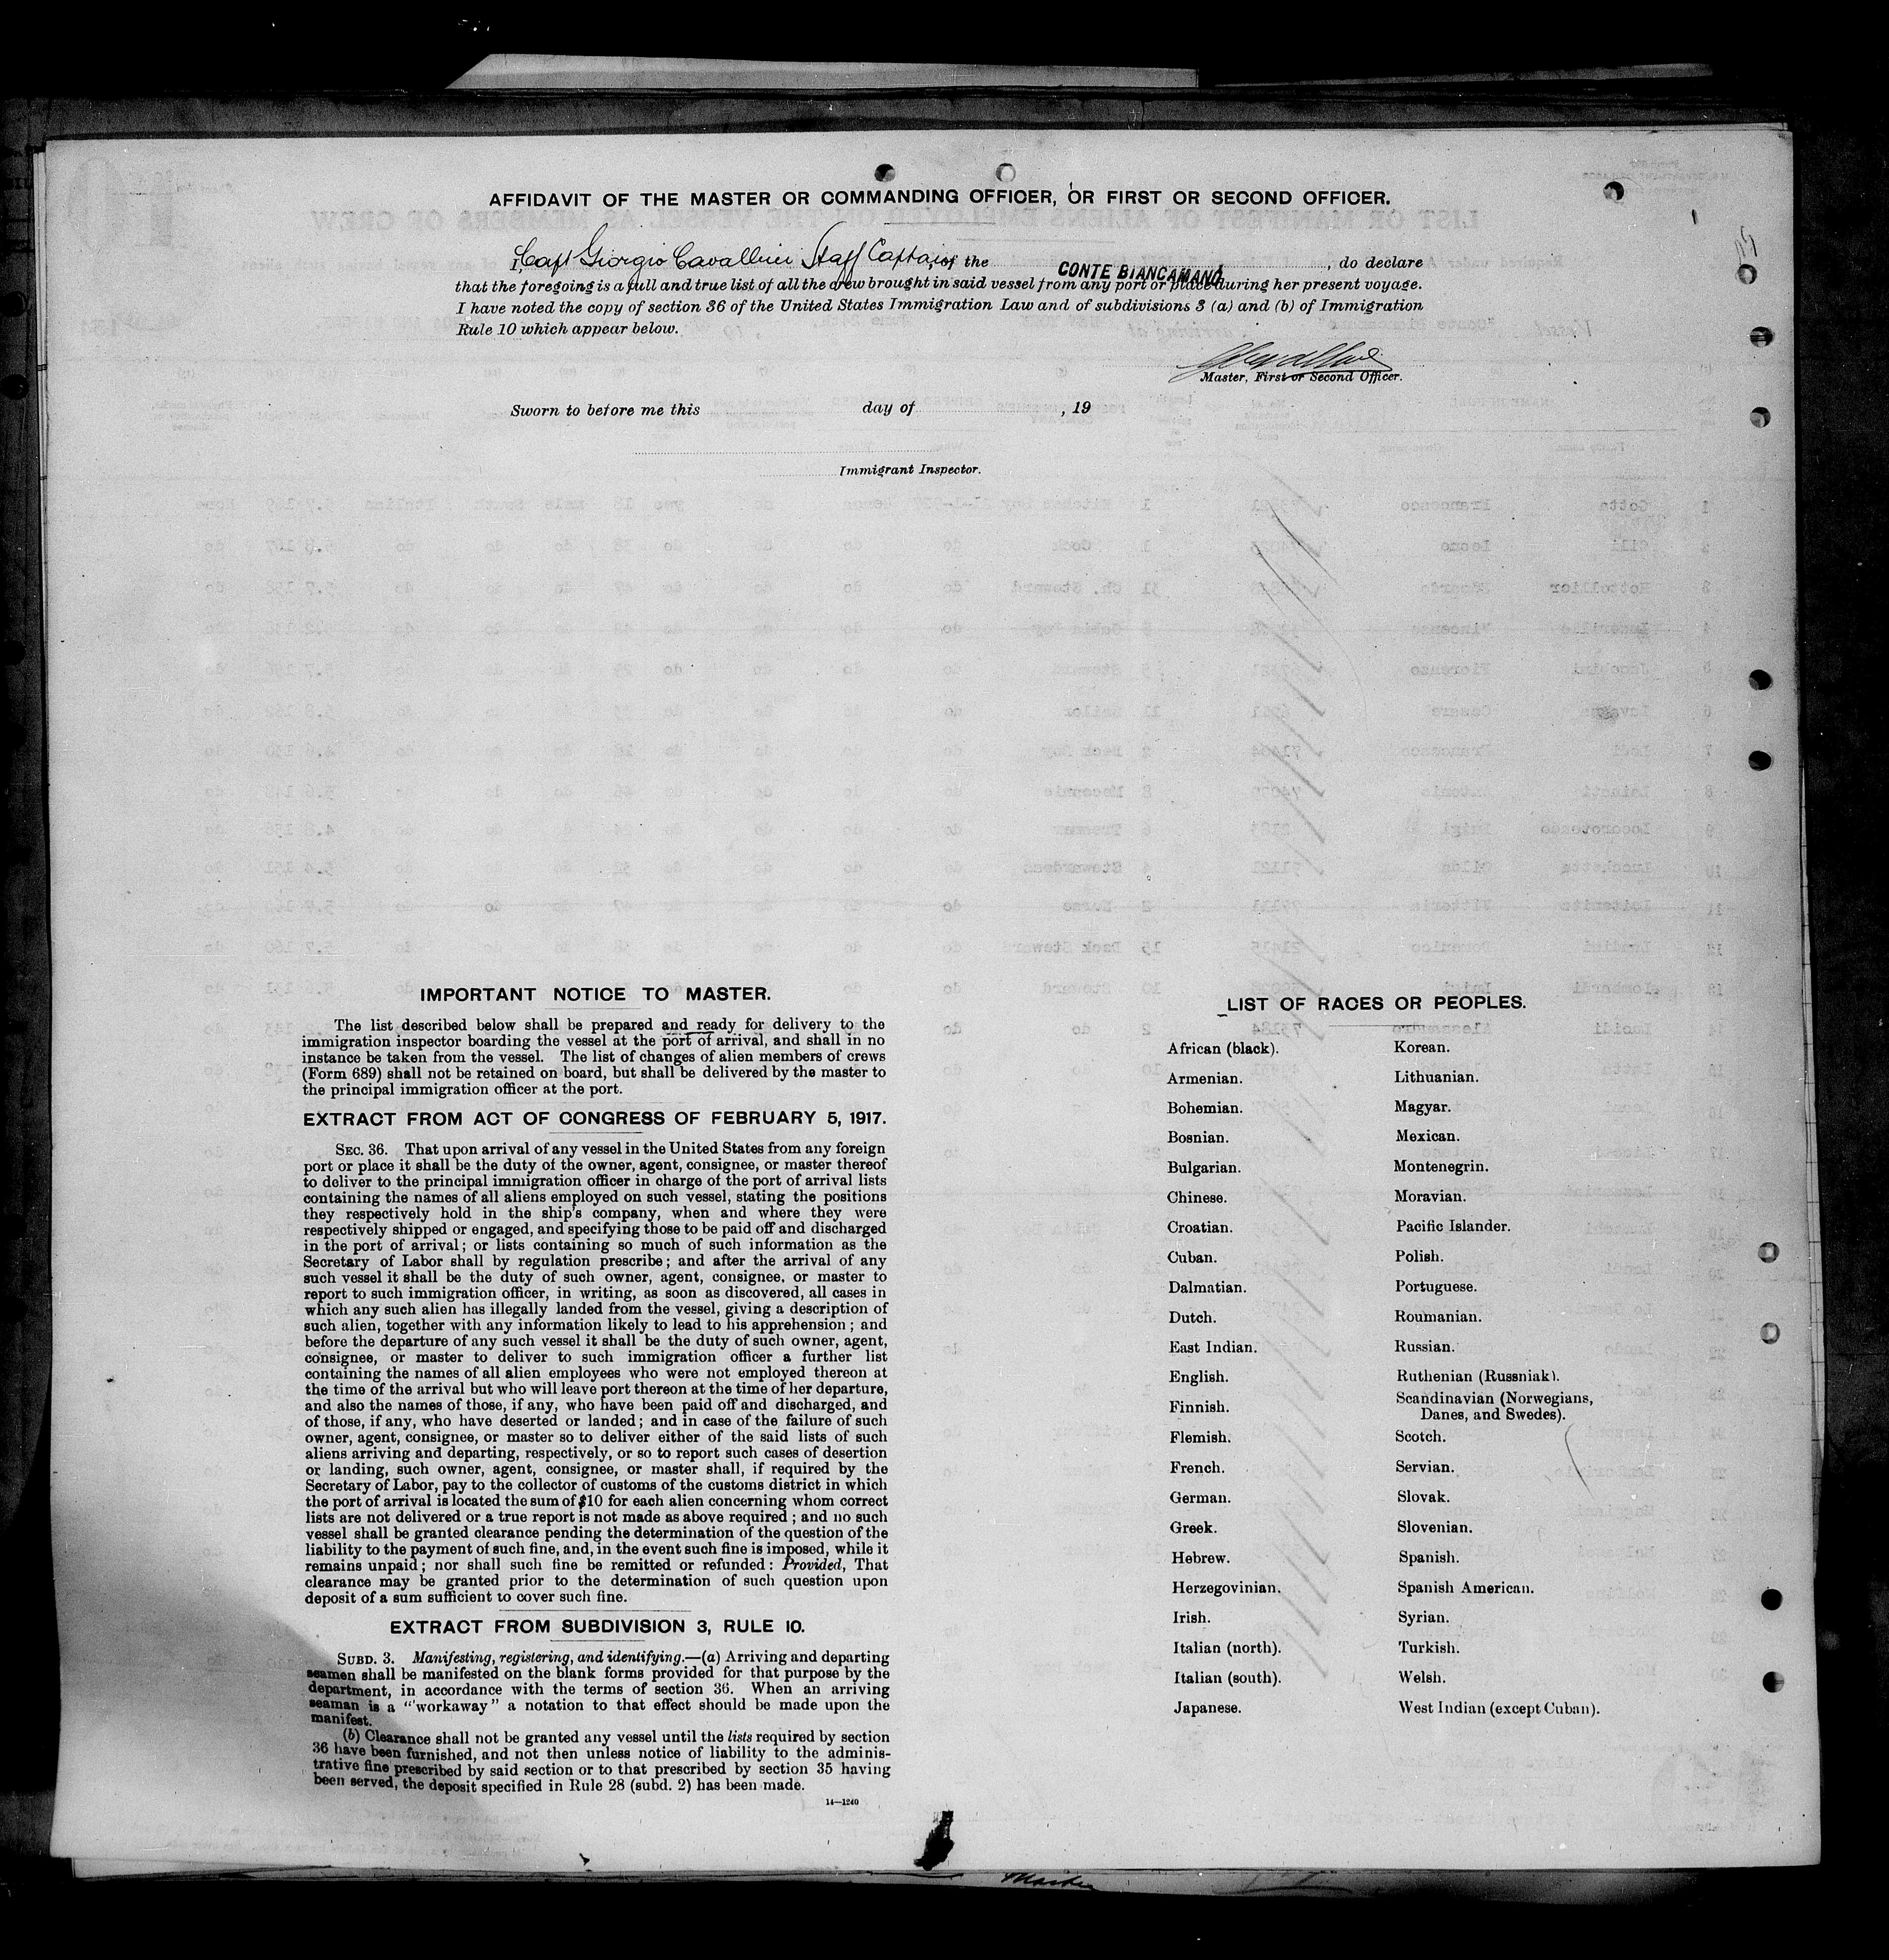 AFFIDAVIT OF THE MASTER OR COMMANDING OFFICER, OR FIRST OR SECOND OFFICER.
I, Capt Giorgio Cavallini Staff Captain, of the CONTE BIANCAMANO, do declare
that the foregoing is a full and true list of all the crew brought in said vessel from any port or place during her present voyage.
I have noted the copy of section 36 of the United States Immigration Law and of subdivisions 3 (a) and (b) of Immigration
Rule 10 which appear below.
Master, First or Second Officer.
Sworn to before me this day of , 19
Immigrant Inspector.
IMPORTANT NOTICE TO MASTER.
The list described below shall be prepared and ready for delivery to the
immigration inspector boarding the vessel at the port of arrival, and shall in no
instance be taken from the vessel. The list of changes of alien members of crews
(Form 689) shall not be retained on board, but shall be delivered by the master to
the principal immigration officer at the port.
EXTRACT FROM ACT OF CONGRESS OF FEBRUARY 5, 1917.
SEC. 36. That upon arrival of any vessel in the United States from any foreign
port or place it shall be the duty of the owner, agent, consignee, or master thereof
to deliver to the principal immigration officer in charge of the port of arrival lists
containing the names of all aliens employed on such vessel, stating the positions
they respectively hold in the ship's company, when and where they were
respectively shipped or engaged, and specifying those to be paid off and discharged
in the port of arrival; or lists containing so much of such information as the
Secretary of Labor shall by regulation prescribe; and after the arrival of any
such vessel it shall be the duty of such owner, agent, consignee, or master to
report to such immigration officer, in writing, as soon as discovered, all cases in
which any such alien has illegally landed from the vessel, giving a description of
such alien, together with any information likely to lead to his apprehension; and
before the departure of any such vessel it shall be the duty of such owner, agent,
consignee, or master to deliver to such immigration officer a further list
containing the names of all alien employees who were not employed thereon at
the time of the arrival but who will leave port thereon at the time of her departure,
and also the names of those, if any, who have been paid off and discharged, and
of those, if any, who have deserted or landed; and in case of the failure of such
owner, agent, consignee, or master so to deliver either of the said lists of such
aliens arriving and departing, respectively, or so to report such cases of desertion
or landing, such owner, agent, consignee, or master shall, if required by the
Secretary of Labor, pay to the collector of customs of the customs district in which
the port of arrival is located the sum of $10 for each alien concerning whom correct
lists are not delivered or a true report is not made as above required; and no such
vessel shall be granted clearance pending the determination of the question of the
liability to the payment of such fine, and, in the event such fine is imposed, while it
remains unpaid; nor shall such fine be remitted or refunded: Provided, That
clearance may be granted prior to the determination of such question upon
deposit of a sum sufficient to cover such fine.
EXTRACT FROM SUBDIVISION 3, RULE 10.
SUBD. 3. Manifesting, registering, and identifying.—(a) Arriving and departing
seamen shall be manifested on the blank forms provided for that purpose by the
department, in accordance with the terms of section 36. When an arriving
seaman is a "workaway" a notation to that effect should be made upon the
manifest.
(b) Clearance shall not be granted any vessel until the lists required by section
36 have been furnished, and not then unless notice of liability to the adminis-
trative fine prescribed by said section or to that prescribed by section 35 having
been served, the deposit specified in Rule 28 (subd. 2) has been made.
14—1240
LIST OF RACES OR PEOPLES.
African (black).
Armenian.
Bohemian.
Bosnian.
Bulgarian.
Chinese.
Croatian.
Cuban.
Dalmatian.
Dutch.
East Indian.
English.
Finnish.
Flemish.
French.
German.
Greek.
Hebrew.
Herzegovinian.
Irish.
Italian (north).
Italian (south).
Japanese.
Korean.
Lithuanian.
Magyar.
Mexican.
Montenegrin.
Moravian.
Pacific Islander.
Polish.
Portuguese.
Roumanian.
Russian.
Ruthenian (Russniak).
Scandinavian (Norwegians,
Danes, and Swedes).
Scotch.
Servian.
Slovak.
Slovenian.
Spanish.
Spanish American.
Syrian.
Turkish.
Welsh.
West Indian (except Cuban).
Master